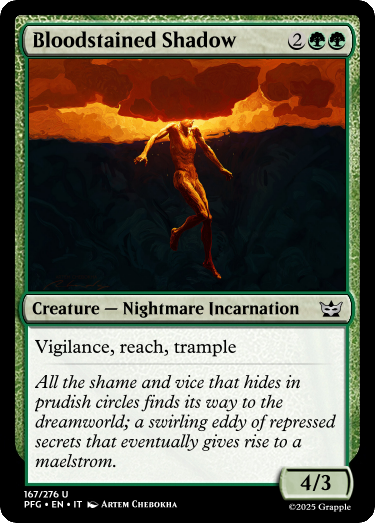 Bloodstained Shadow 2
Creature — Nightmare Incarnation
Vigilance, reach, trample
All the shame and vice that hides in
prudish circles finds its way to the
dreamworld; a swirling eddy of repressed
secrets that eventually gives rise to a
maelstrom.
4/3
167/276 U
PFG • EN • IT Artem Chebokha
©2025 Grapple